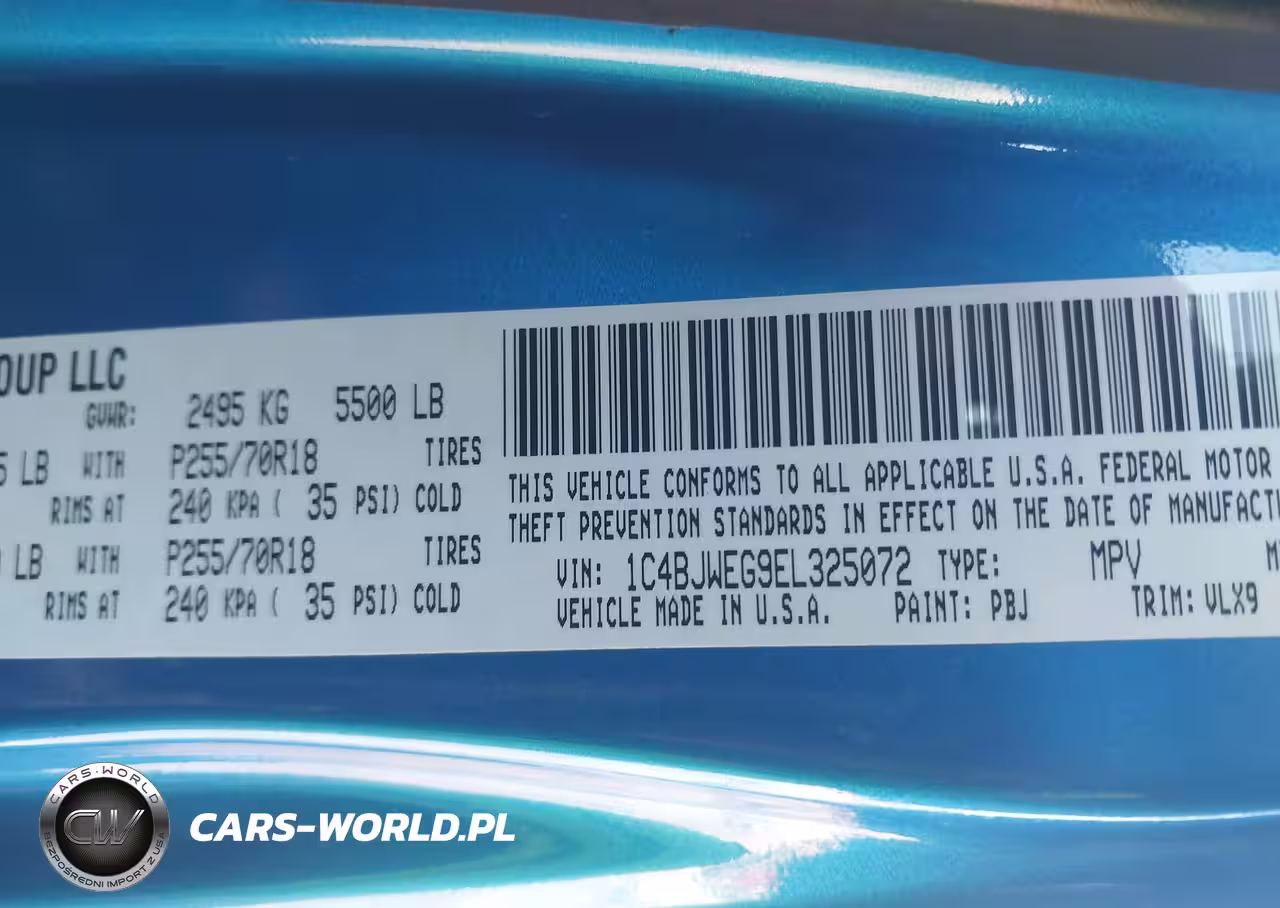 OUP LLC
GVWR: 2495 KG 5500 LB
5 LB WITH P255/70R18 TIRES
RIMS AT 240 KPA ( 35 PSI) COLD
LB WITH P255/70R18 TIRES
RIMS AT 240 KPA ( 35 PSI) COLD
THIS VEHICLE CONFORMS TO ALL APPLICABLE U.S.A. FEDERAL MOTOR
THEFT PREVENTION STANDARDS IN EFFECT ON THE DATE OF MANUFACTU
VIN: 1C4BJWEG9EL325072 TYPE: MPV M
VEHICLE MADE IN U.S.A. PAINT: PBJ TRIM: VLX9
CARS-WORLD
CW
BEZPOŚREDNI IMPORT Z USA
CARS-WORLD.PL